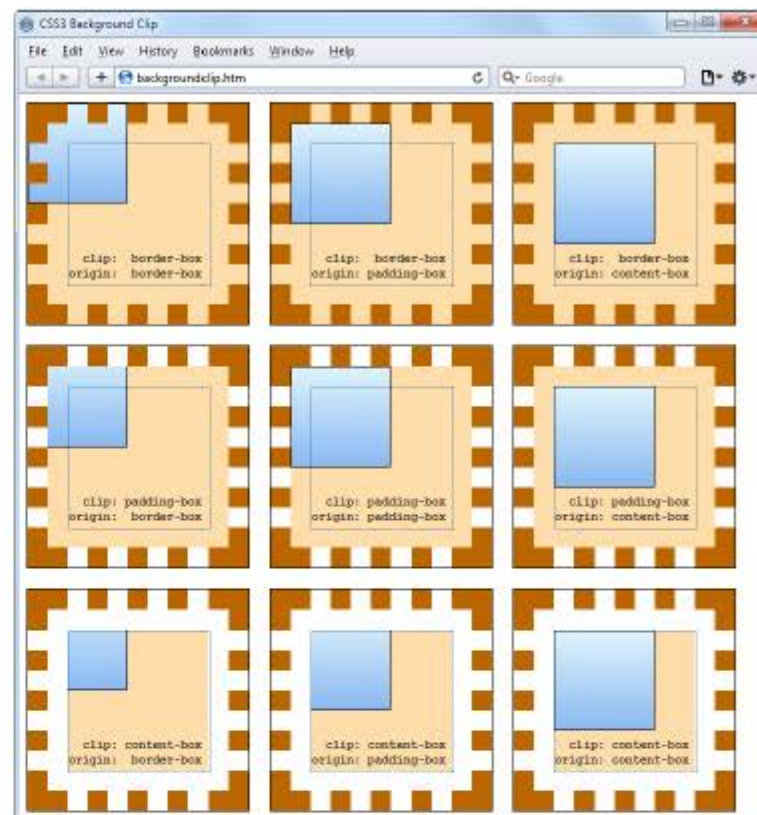 CSS3 Background Clip
File Edit View History Bookmarks Window Help
backgroundclip.htm
Google
clip: border-box
origin: border-box
clip: border-box
origin: padding-box
clip: border-box
origin: content-box
clip: padding-box
origin: border-box
clip: padding-box
origin: padding-box
clip: padding-box
origin: content-box
clip: content-box
origin: border-box
clip: content-box
origin: padding-box
clip: content-box
origin: content-box